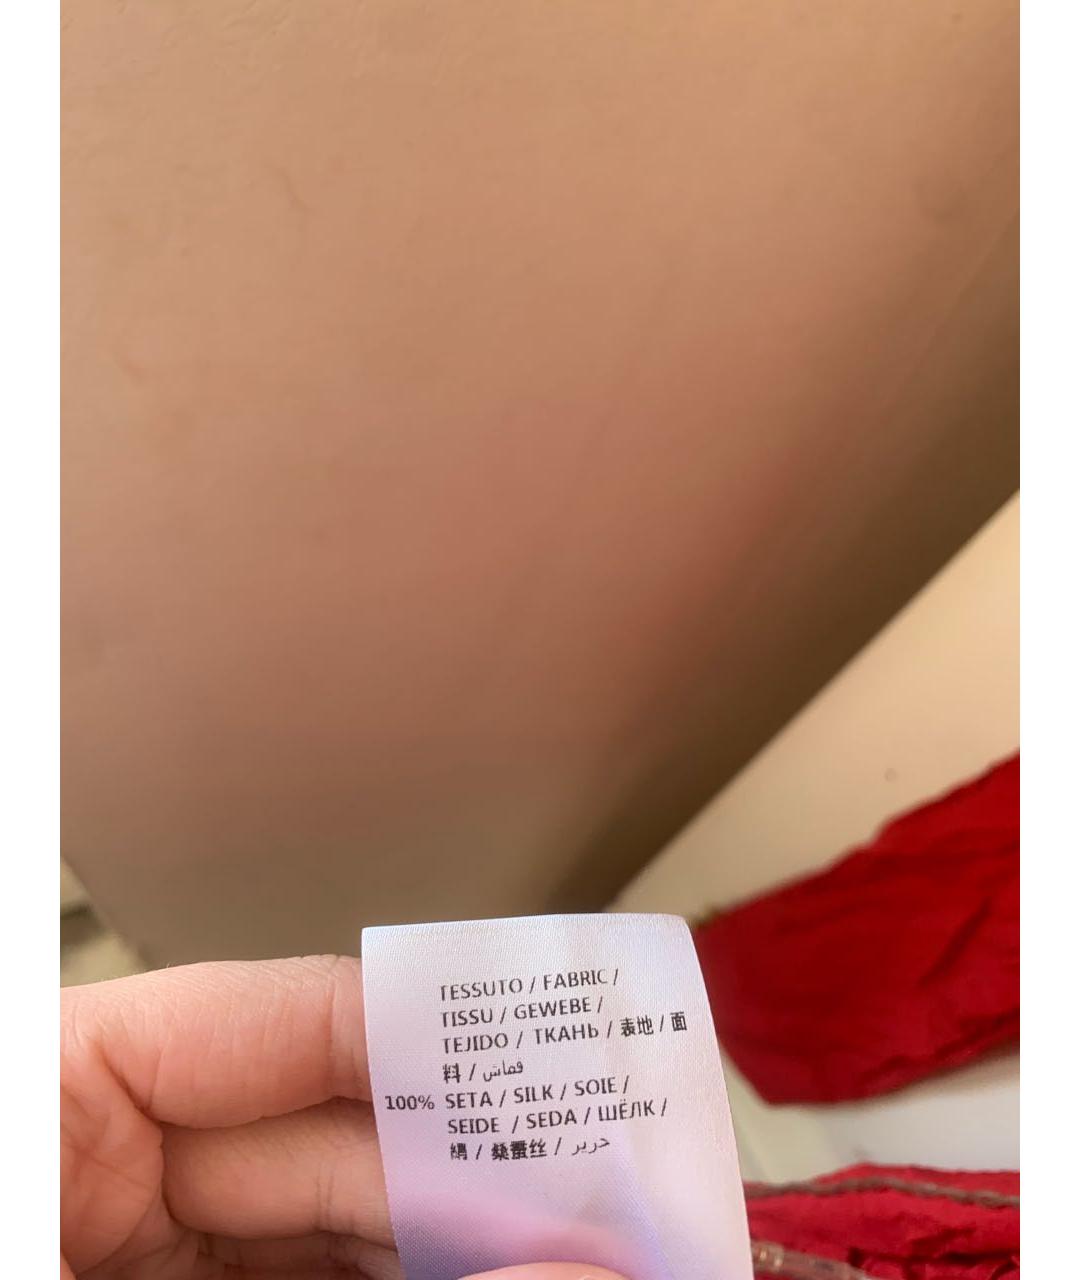 TESSUTO / FABRIC /
TISSU / GEWEBE /
TEJIDO / ТКАНЬ / 表地 / 面
料 / قماش
100% SETA / SILK / SOIE /
SEIDE / SEDA / ШЁЛК /
絹 / 桑蚕丝 / حرير